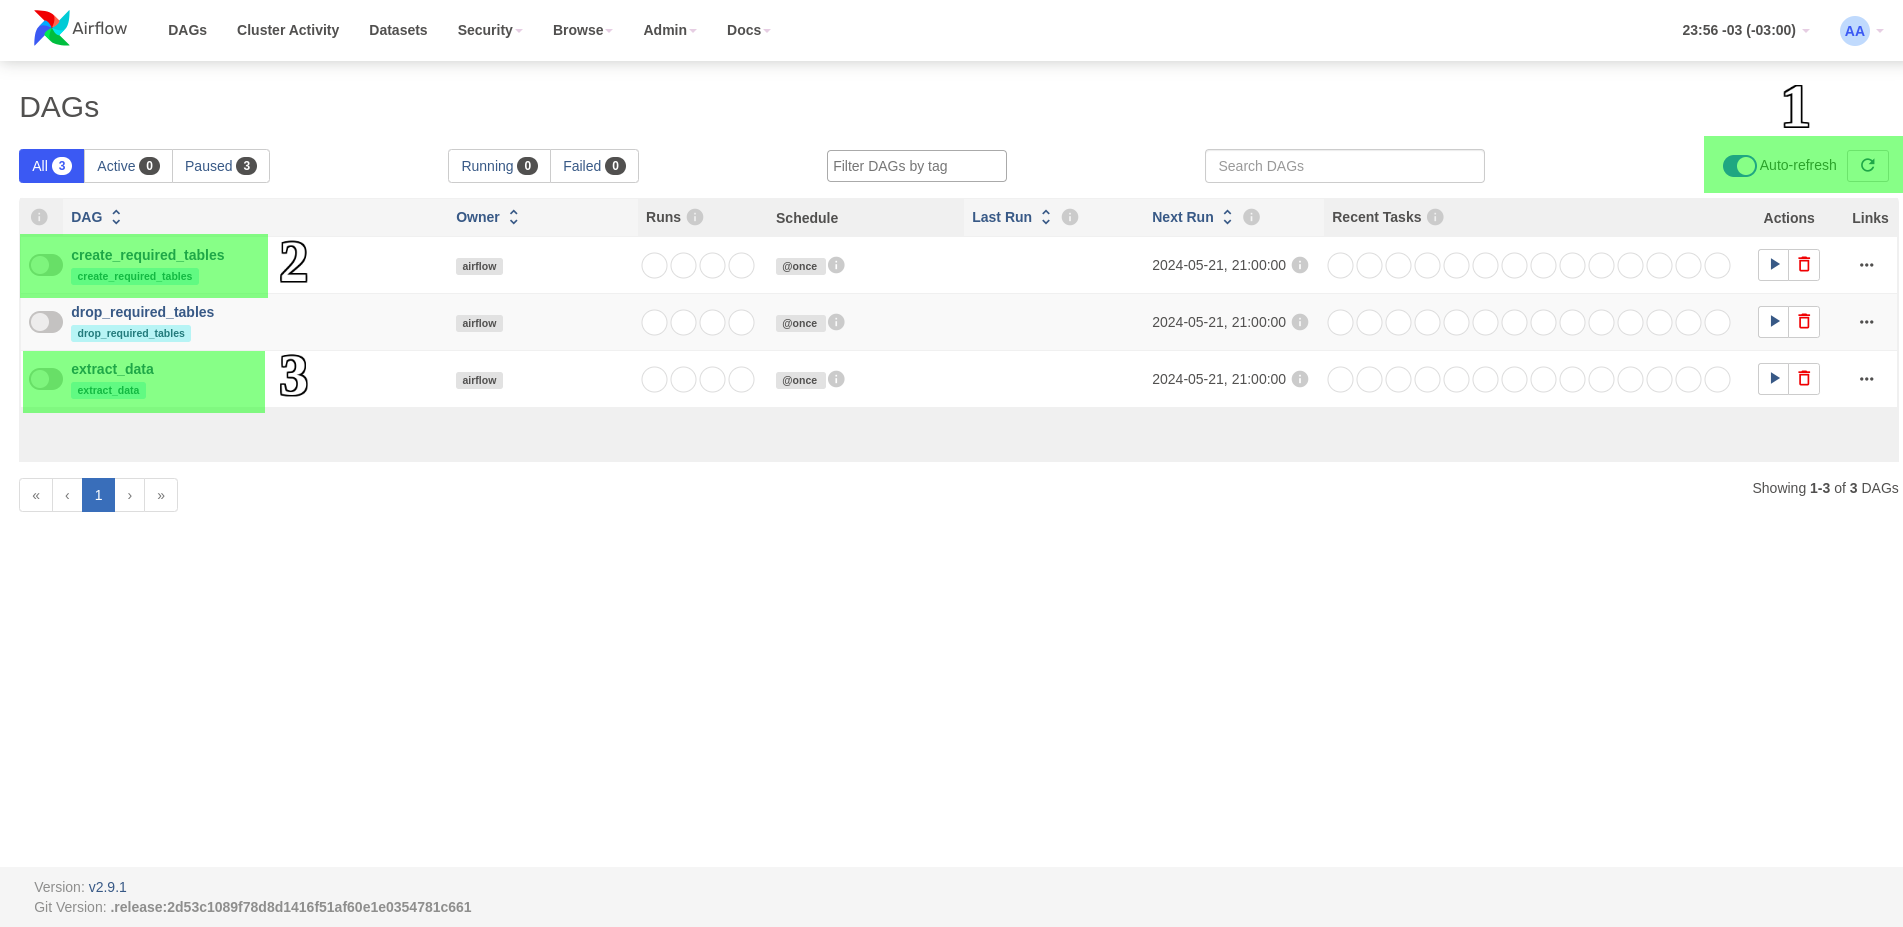 Airflow DAGs Cluster Activity Datasets Security Browse Admin Docs 23:56 -03 (-03:00) AA
DAGs
1
All 3 Active 0 Paused 3 Running 0 Failed 0 Filter DAGs by tag Search DAGs Auto-refresh
DAG Owner Runs Schedule Last Run Next Run Recent Tasks Actions Links
create_required_tables 2 airflow @once 2024-05-21, 21:00:00
create_required_tables
drop_required_tables airflow @once 2024-05-21, 21:00:00
drop_required_tables
extract_data 3 airflow @once 2024-05-21, 21:00:00
extract_data
« ‹ 1 › » Showing 1-3 of 3 DAGs
Version: v2.9.1
Git Version: .release:2d53c1089f78d8d1416f51af60e1e0354781c661